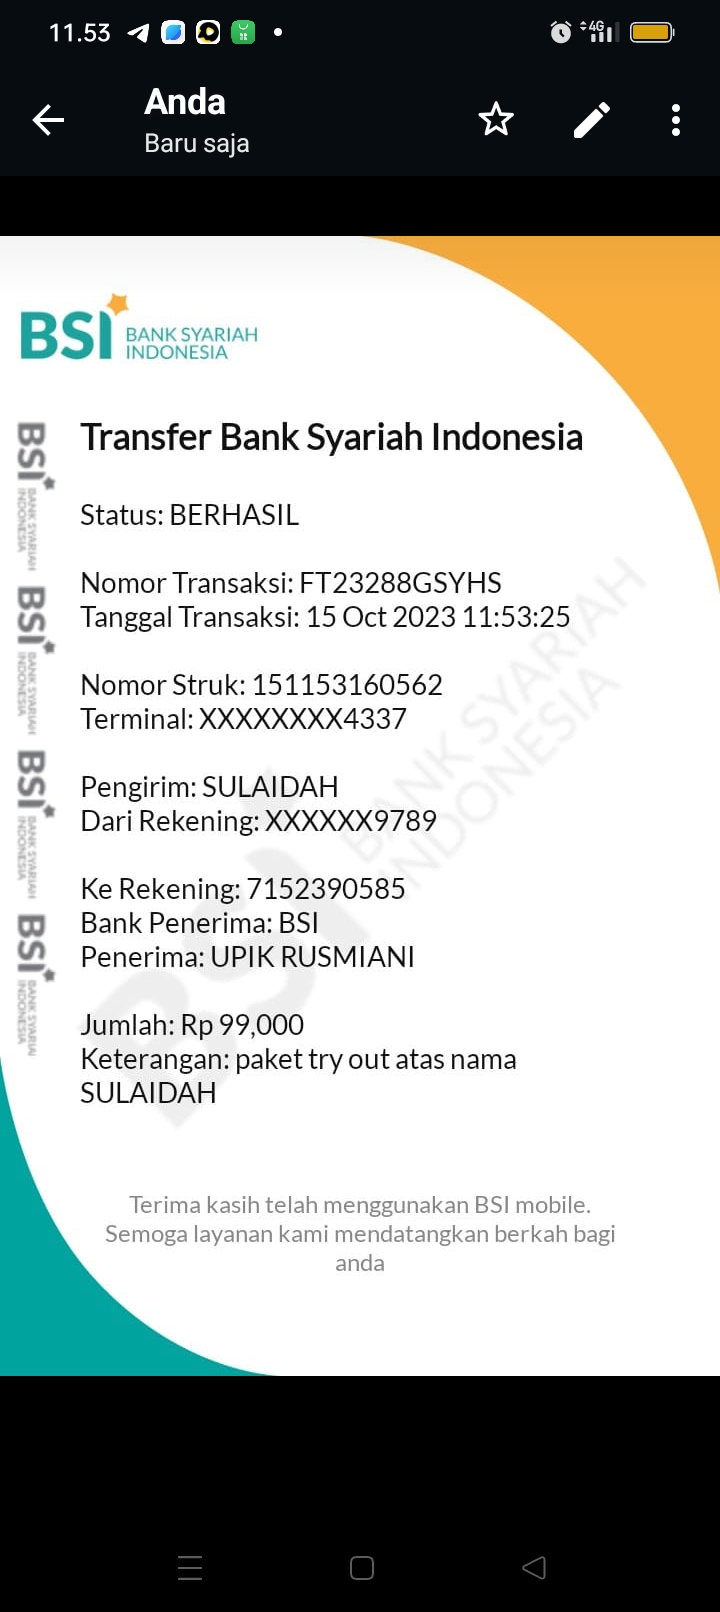 11.53
4G
Anda
Baru saja
BSI BANK SYARIAH
INDONESIA
Transfer Bank Syariah Indonesia
Status: BERHASIL
Nomor Transaksi: FT23288GSYHS
Tanggal Transaksi: 15 Oct 2023 11:53:25
Nomor Struk: 151153160562
Terminal: XXXXXXXX4337
Pengirim: SULAIDAH
Dari Rekening: XXXXXX9789
Ke Rekening: 7152390585
Bank Penerima: BSI
Penerima: UPIK RUSMIANI
Jumlah: Rp 99,000
Keterangan: paket try out atas nama
SULAIDAH
Terima kasih telah menggunakan BSI mobile.
Semoga layanan kami mendatangkan berkah bagi
anda
BSI BANK SYARIAH
INDONESIA
BSI BANK SYARIAH
INDONESIA
BSI BANK SYARIAH
INDONESIA
BSI BANK SYARIAH
INDONESIA
BSI BANK SYARIAH
INDONESIA